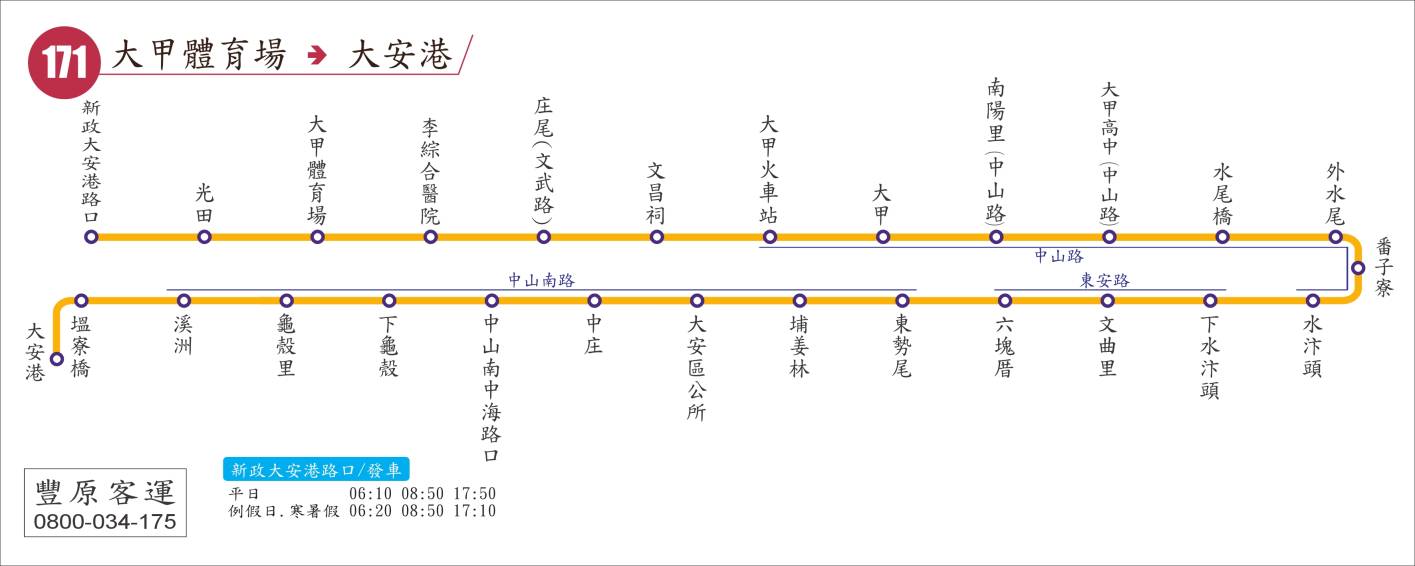 171
大甲體育場 ➔ 大安港
新政大安港路口
光田
大甲體育場
李綜合醫院
庄尾(文武路)
文昌祠
大甲火車站
大甲
南陽里(中山路)
大甲高中(中山路)
水尾橋
外水尾
番子寮
中山路
中山南路
東安路
大安港
塭寮橋
溪洲
龜殼里
下龜殼
中山南中海路口
中庄
大安區公所
埔姜林
東勢尾
六塊厝
文曲里
下水汴頭
水汴頭
新政大安港路口/發車
平日 06:10 08:50 17:50
例假日.寒暑假 06:20 08:50 17:10
豐原客運
0800-034-175